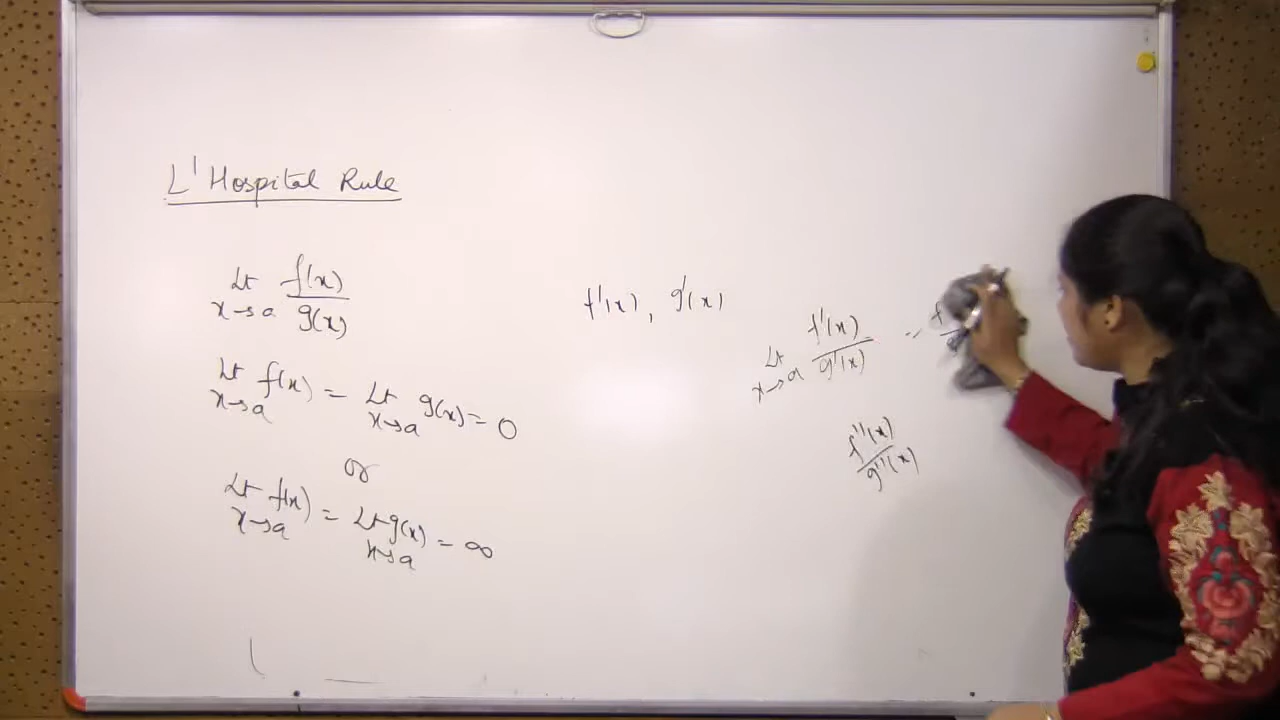 L' Hospital Rule
Lt x→a f(x)/g(x)
Lt x→a f(x) = Lt x→a g(x) = 0
or
Lt x→a f(x) = Lt x→a g(x) = ∞
f'(x), g'(x)
Lt x→a f'(x)/g'(x) =
f''(x)/g''(x)